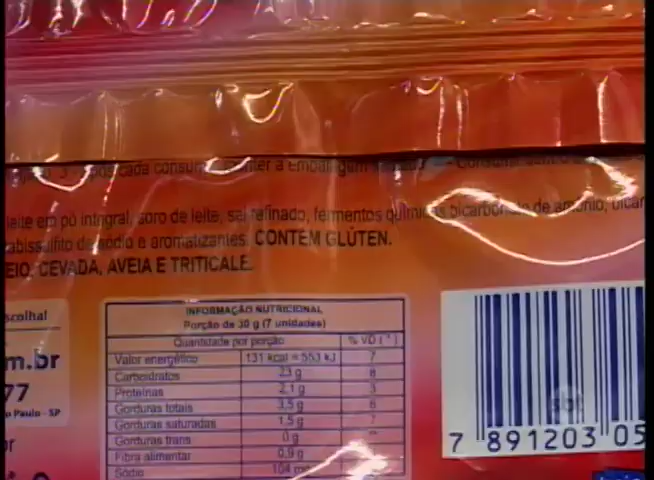 cada
leite em pó integral, soro de leite, sal refinado, fermentos químicos bicarbonato de amônio, bicar
abissulfito de sódio e aromatizantes. CONTÉM GLÚTEN.
EIO, CEVADA, AVEIA E TRITICALE.
scolha!
m.br
77
o Paulo - SP
INFORMAÇÃO NUTRICIONAL
Porção de 30 g (7 unidades)
Quantidade por porção % VD (*)
Valor energético 131 kcal = 553 kJ 7
Carboidratos 23 g 8
Proteínas 2,1 g 3
Gorduras totais 3,5 g 6
Gorduras saturadas 1,5 g 7
Gorduras trans 0 g **
Fibra alimentar 0,9 g
Sódio 104 m
7 891203 05